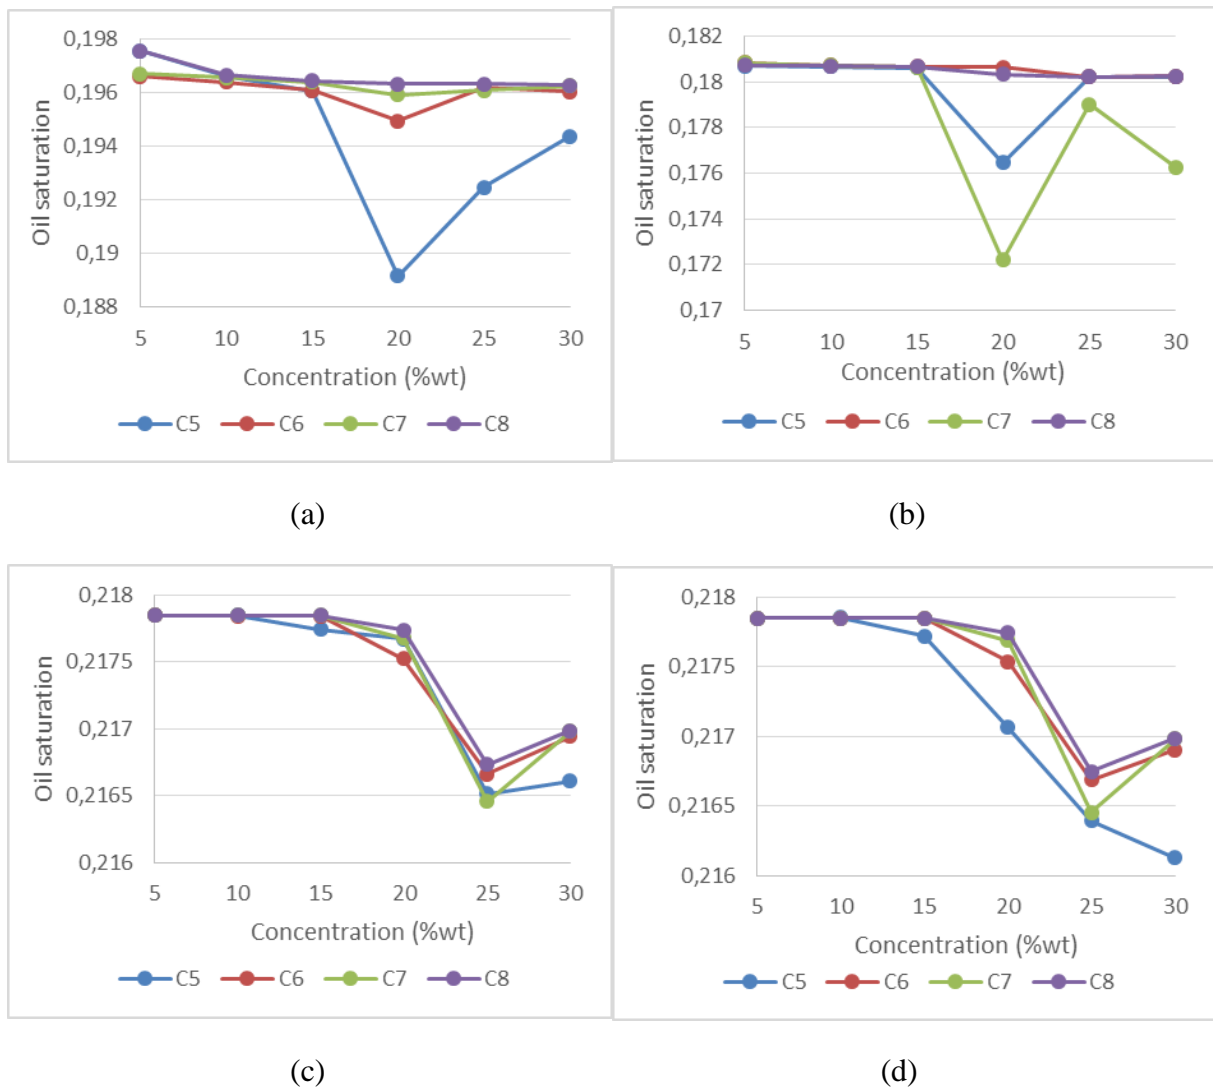 0,198
0,196
0,194
0,192
0,19
0,188
Oil saturation
5 10 15 20 25 30
Concentration (%wt)
C5 C6 C7 C8
(a)
0,182
0,18
0,178
0,176
0,174
0,172
0,17
Oil saturation
5 10 15 20 25 30
Concentration (%wt)
C5 C6 C7 C8
(b)
0,218
0,2175
0,217
0,2165
0,216
Oil saturation
5 10 15 20 25 30
Concentration (%wt)
C5 C6 C7 C8
(c)
0,218
0,2175
0,217
0,2165
0,216
Oil saturation
5 10 15 20 25 30
Concentration (%wt)
C5 C6 C7 C8
(d)